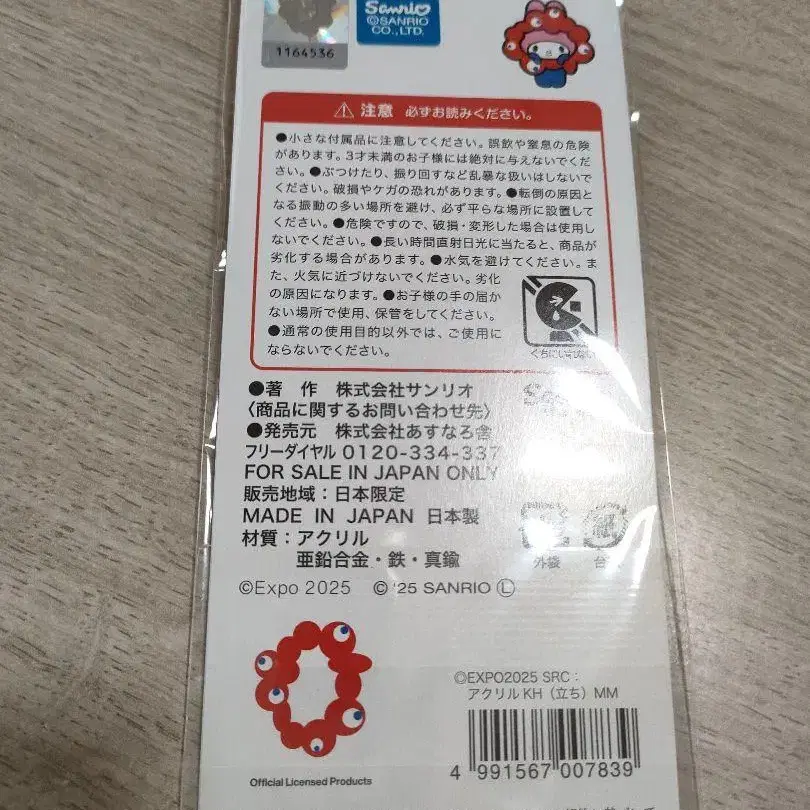 Sanrio
©SANRIO
CO.,LTD.
1164536
注意 必ずお読みください。
●小さな付属品に注意してください。誤飲や窒息の危険
があります。3才未満のお子様には絶対に与えないでくだ
さい。●ぶつけたり、振り回すなど乱暴な扱いはしないで
ください。破損やケガの恐れがあります。●転倒の原因と
なる振動の多い場所を避け、必ず平らな場所に設置して
ください。●危険ですので、破損・変形した場合は使用し
ないでください。●長い時間直射日光に当たると、商品が
劣化する場合があります。●水気を避けてください。ま
た、火気に近づけないでください。劣化
の原因になります。●お子様の手の届か
ない場所で使用、保管をしてください。
●通常の使用目的以外では、ご使用に
ならないでください。
くちにいれない
●著 作 株式会社サンリオ
〈商品に関するお問い合わせ先〉
●発売元 株式会社あすなろ舎
フリーダイヤル 0120-334-337
FOR SALE IN JAPAN ONLY
販売地域：日本限定
MADE IN JAPAN 日本製
材質：アクリル
亜鉛合金・鉄・真鍮
外袋
©Expo 2025 © '25 SANRIO Ⓛ
©EXPO2025 SRC：
アクリルKH（立ち）MM
4 991567 007839
Official Licensed Products